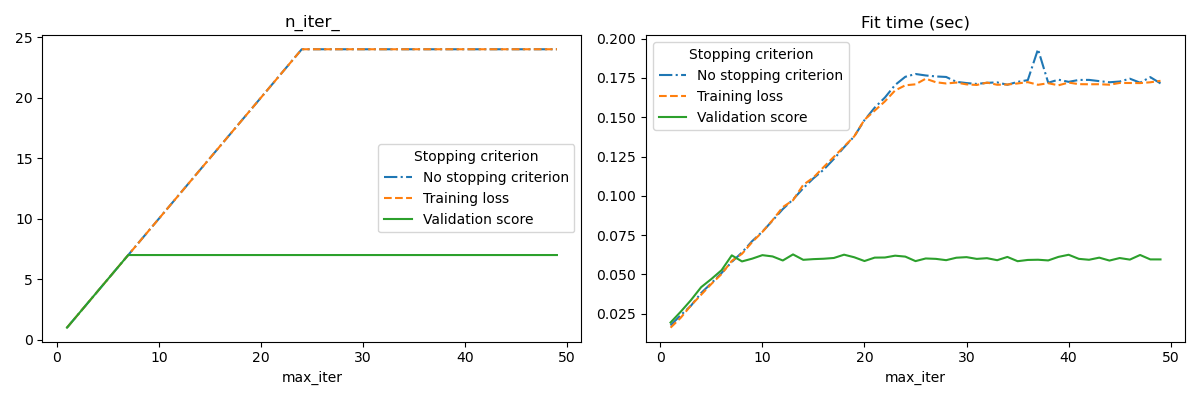 n_iter_
25
20
15
10
5
0
Stopping criterion
No stopping criterion
Training loss
Validation score
0 10 20 30 40 50
max_iter
Fit time (sec)
0.200
0.175
0.150
0.125
0.100
0.075
0.050
0.025
Stopping criterion
No stopping criterion
Training loss
Validation score
0 10 20 30 40 50
max_iter